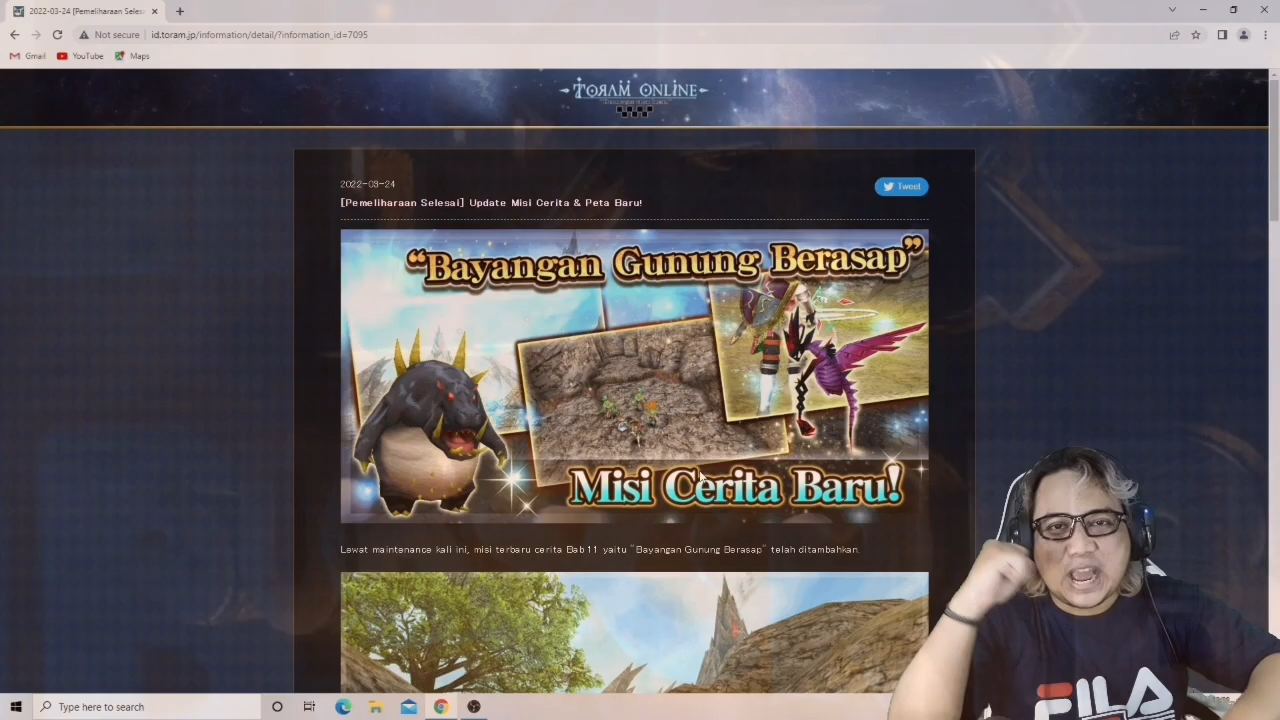 2022-03-24 [Pemeliharaan Seles
Not secure
id.toram.jp/information/detail/?information_id=7095
Gmail
YouTube
Maps
TORAM ONLINE
2022-03-24
Tweet
[Pemeliharaan Selesai] Update Misi Cerita & Peta Baru!
"Bayangan Gunung Berasap"
Misi Cerita Baru!
Lewat maintenance kali ini, misi terbaru cerita Bab 11 yaitu "Bayangan Gunung Berasap" telah ditambahkan.
FILA
Type here to search